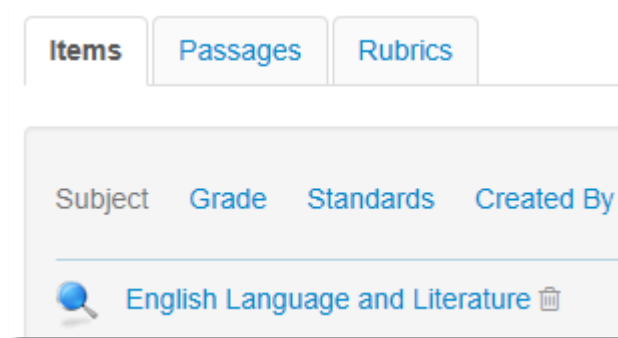 Items Passages Rubrics
Subject Grade Standards Created By
English Language and Literature